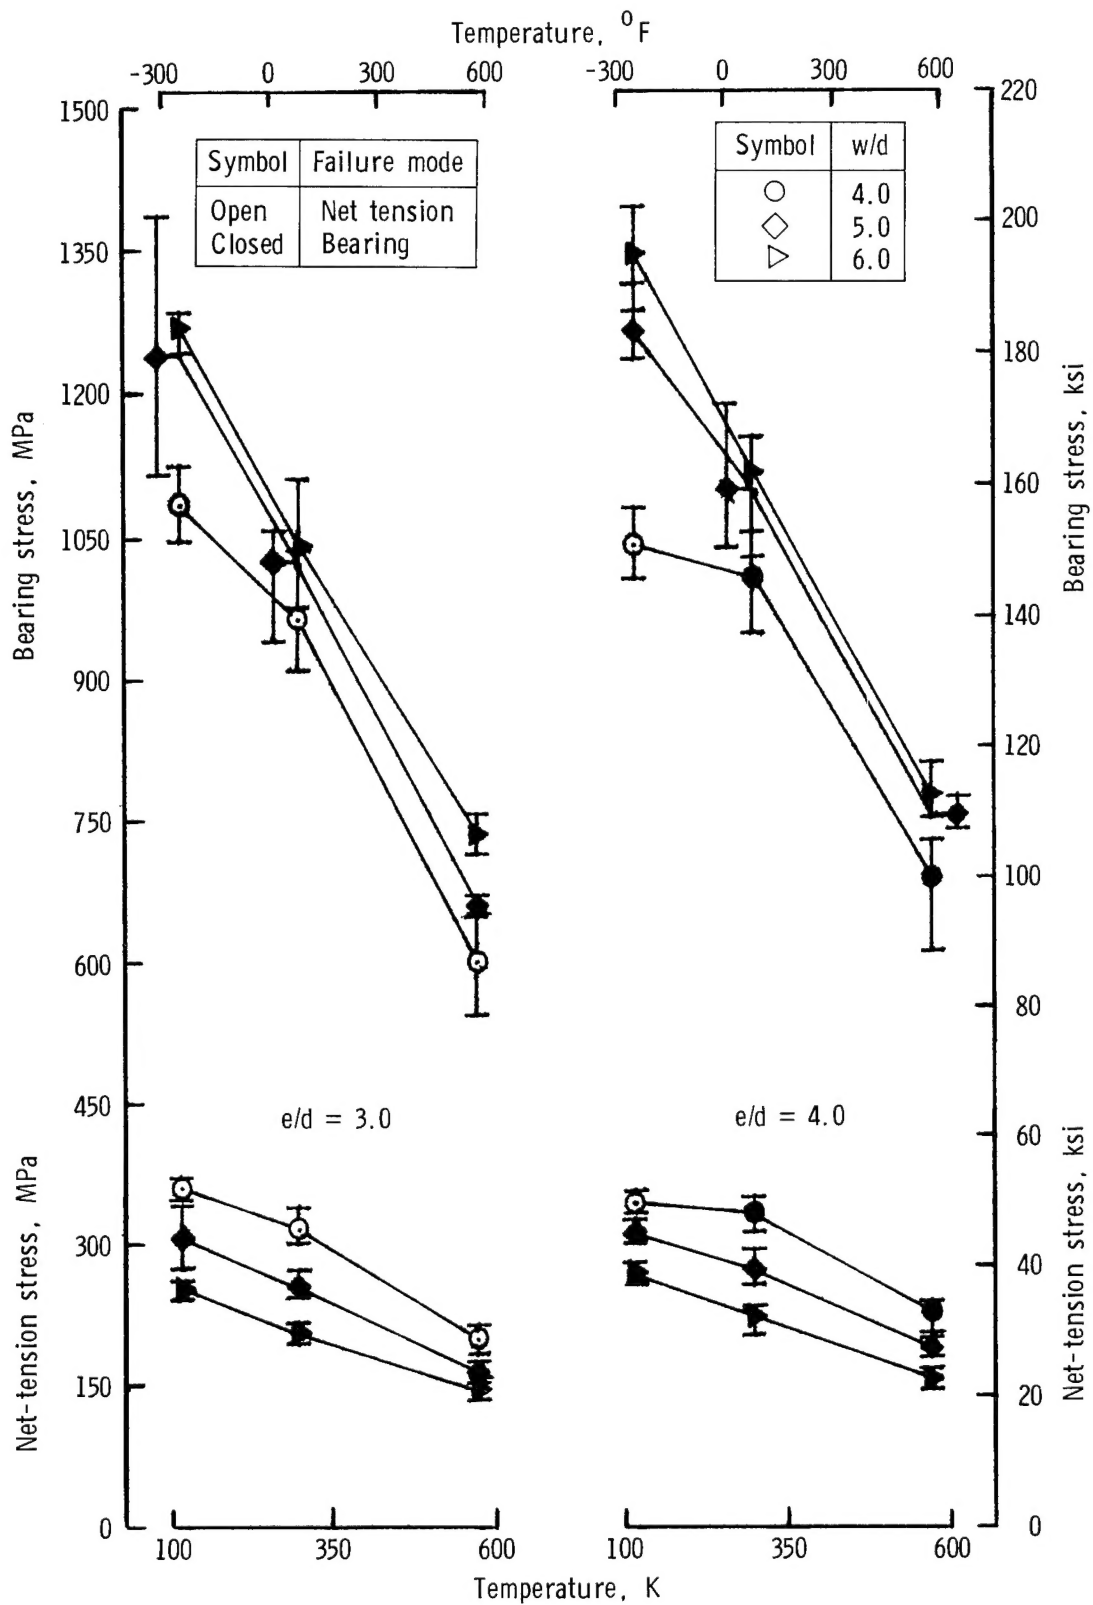 Temperature, °F
-300 0 300 600
-300 0 300 600
1500
1350
1200
1050
900
750
600
450
300
150
0
Bearing stress, MPa
Net-tension stress, MPa
Symbol Failure mode
Open Net tension
Closed Bearing
Symbol w/d
4.0
5.0
6.0
220
200
180
160
140
120
100
80
60
40
20
0
Bearing stress, ksi
Net-tension stress, ksi
e/d = 3.0
e/d = 4.0
100 350 600
100 350 600
Temperature, K